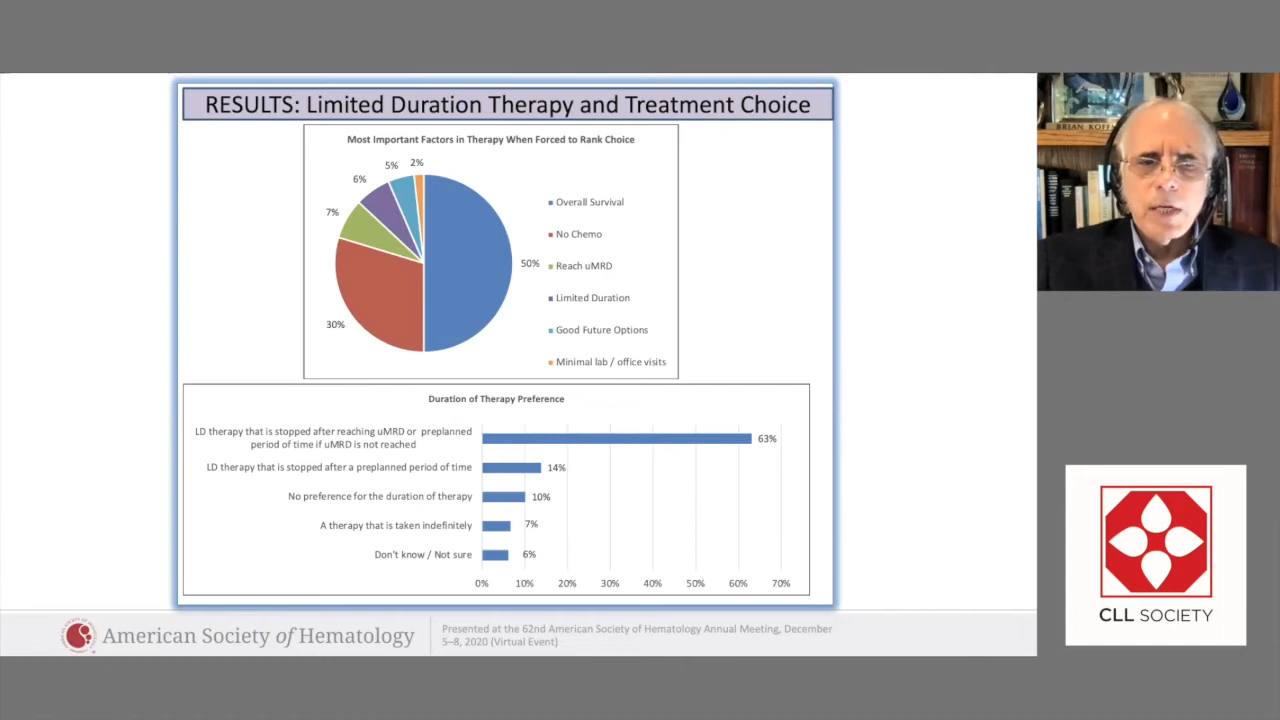 RESULTS: Limited Duration Therapy and Treatment Choice
Most Important Factors in Therapy When Forced to Rank Choice
2%
5%
6%
7%
30%
50%
Overall Survival
No Chemo
Reach uMRD
Limited Duration
Good Future Options
Minimal lab / office visits
Duration of Therapy Preference
LD therapy that is stopped after reaching uMRD or preplanned
period of time if uMRD is not reached
63%
LD therapy that is stopped after a preplanned period of time
14%
No preference for the duration of therapy
10%
A therapy that is taken indefinitely
7%
Don't know / Not sure
6%
0% 10% 20% 30% 40% 50% 60% 70%
American Society of Hematology
Presented at the 62nd American Society of Hematology Annual Meeting, December
5–8, 2020 (Virtual Event)
BRIAN
CLL SOCIETY